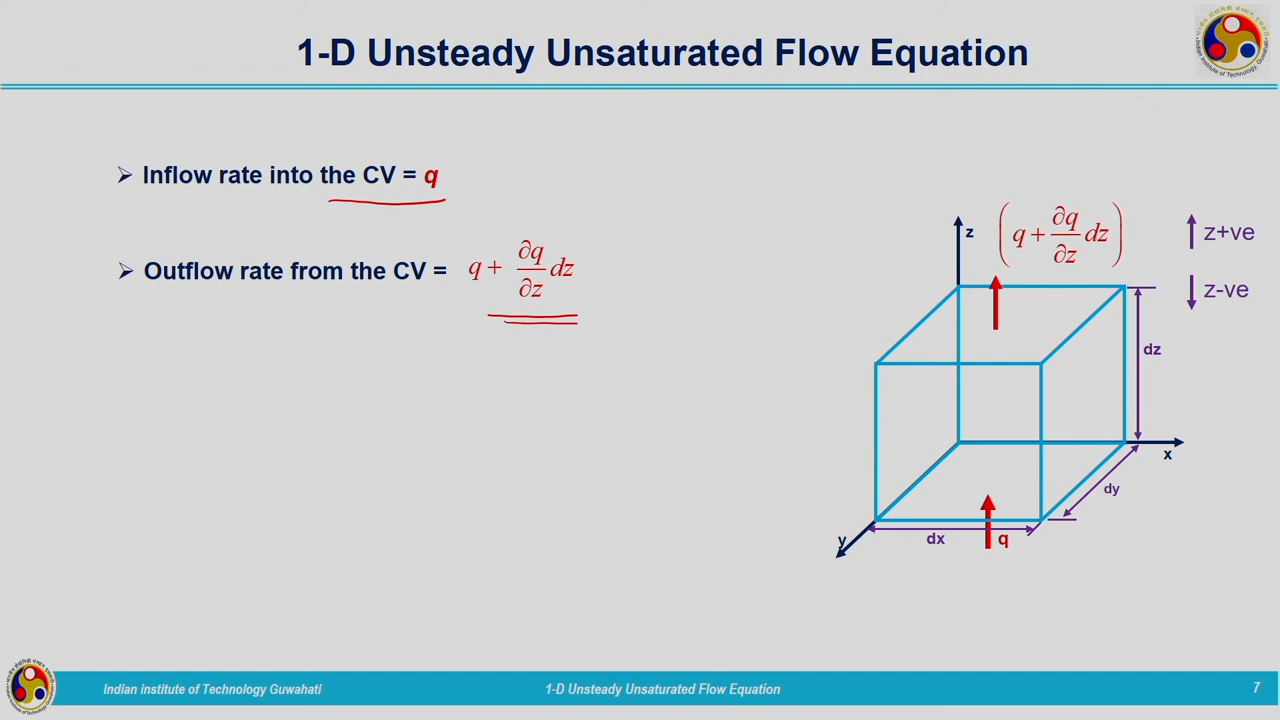 1-D Unsteady Unsaturated Flow Equation
➢ Inflow rate into the CV = q
➢ Outflow rate from the CV = q + ∂q/∂z dz
(q + ∂q/∂z dz)
z
z+ve
z-ve
dz
x
dy
y
dx
q
Indian institute of Technology Guwahati
1-D Unsteady Unsaturated Flow Equation
7